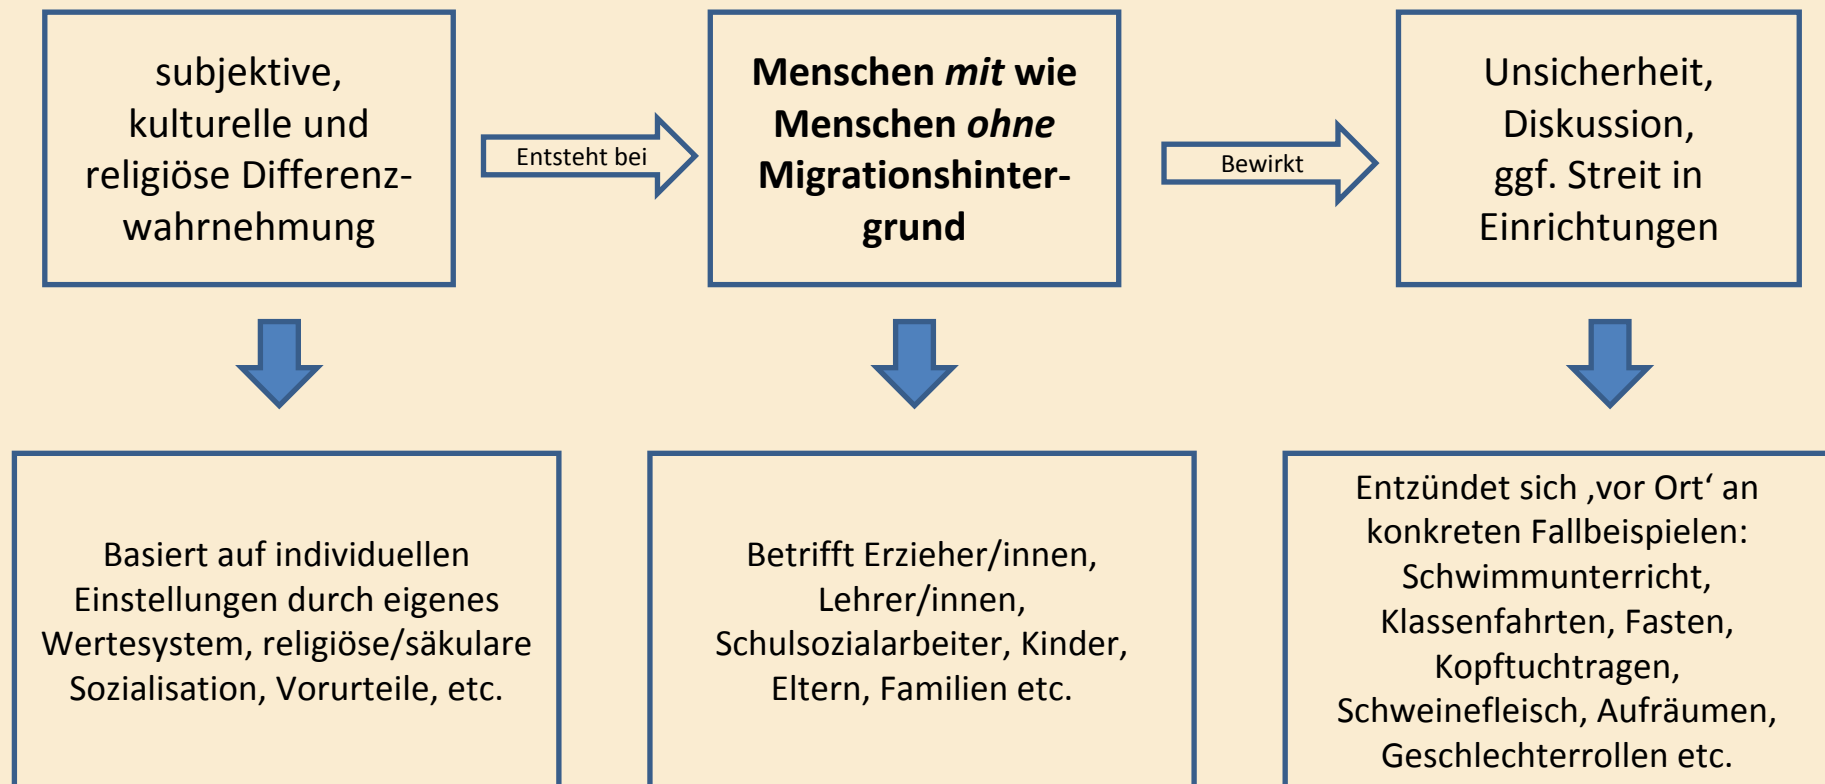 subjektive,
kulturelle und
religiöse Differenz-
wahrnehmung
Entsteht bei
Menschen mit wie
Menschen ohne
Migrationshinter-
grund
Bewirkt
Unsicherheit,
Diskussion,
ggf. Streit in
Einrichtungen
Basiert auf individuellen
Einstellungen durch eigenes
Wertesystem, religiöse/säkulare
Sozialisation, Vorurteile, etc.
Betrifft Erzieher/innen,
Lehrer/innen,
Schulsozialarbeiter, Kinder,
Eltern, Familien etc.
Entzündet sich ‚vor Ort‘ an
konkreten Fallbeispielen:
Schwimmunterricht,
Klassenfahrten, Fasten,
Kopftuchtragen,
Schweinefleisch, Aufräumen,
Geschlechterrollen etc.